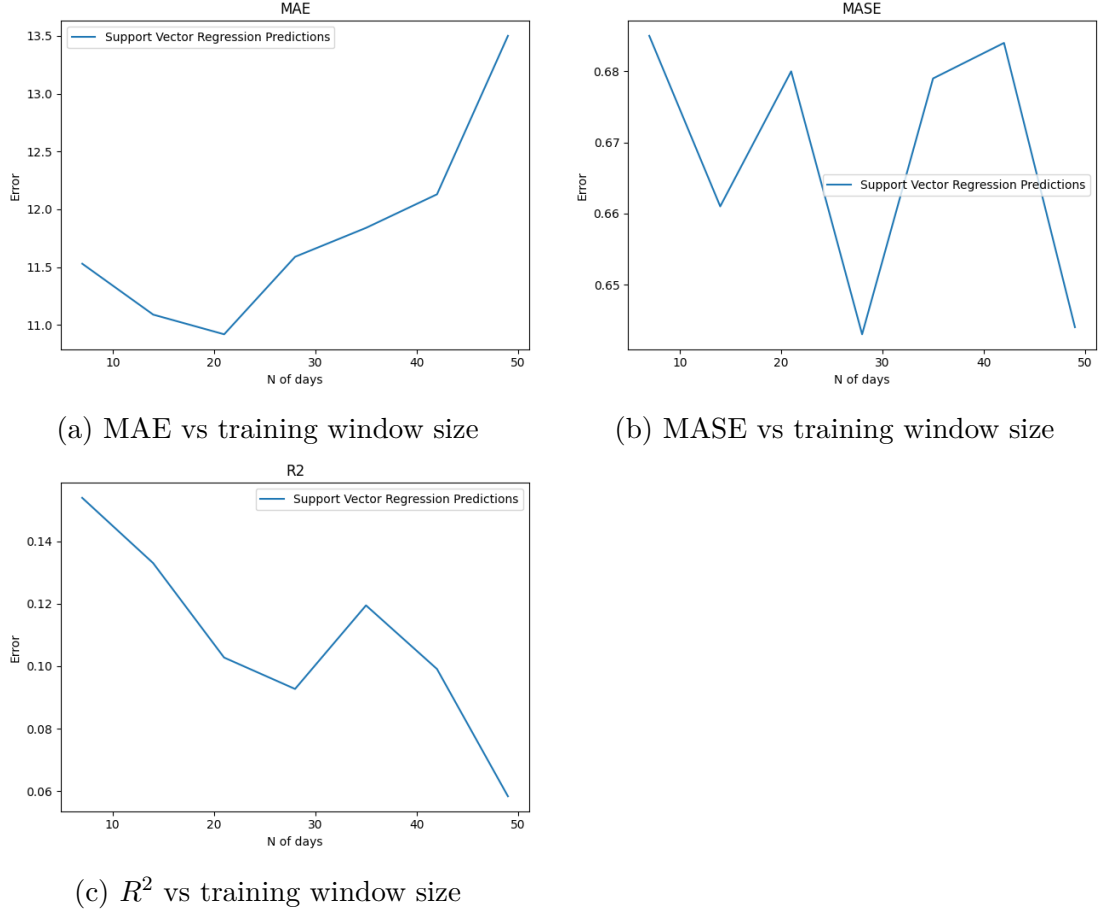 MAE
Support Vector Regression Predictions
13.5
13.0
12.5
12.0
11.5
11.0
Error
10 20 30 40 50
N of days
(a) MAE vs training window size
MASE
Support Vector Regression Predictions
0.68
0.67
0.66
0.65
Error
10 20 30 40 50
N of days
(b) MASE vs training window size
R2
Support Vector Regression Predictions
0.14
0.12
0.10
0.08
0.06
Error
10 20 30 40 50
N of days
(c) R² vs training window size